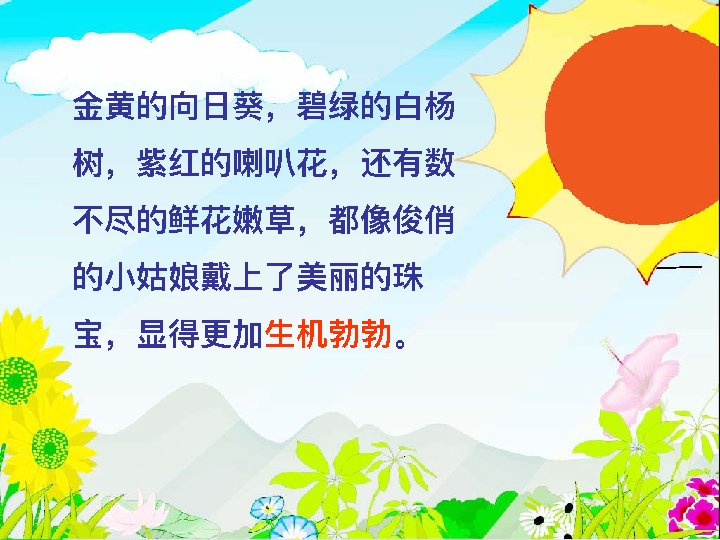 金黄的向日葵，碧绿的白杨
树，紫红的喇叭花，还有数
不尽的鲜花嫩草，都像俊俏
的小姑娘戴上了美丽的珠
宝，显得更加生机勃勃。